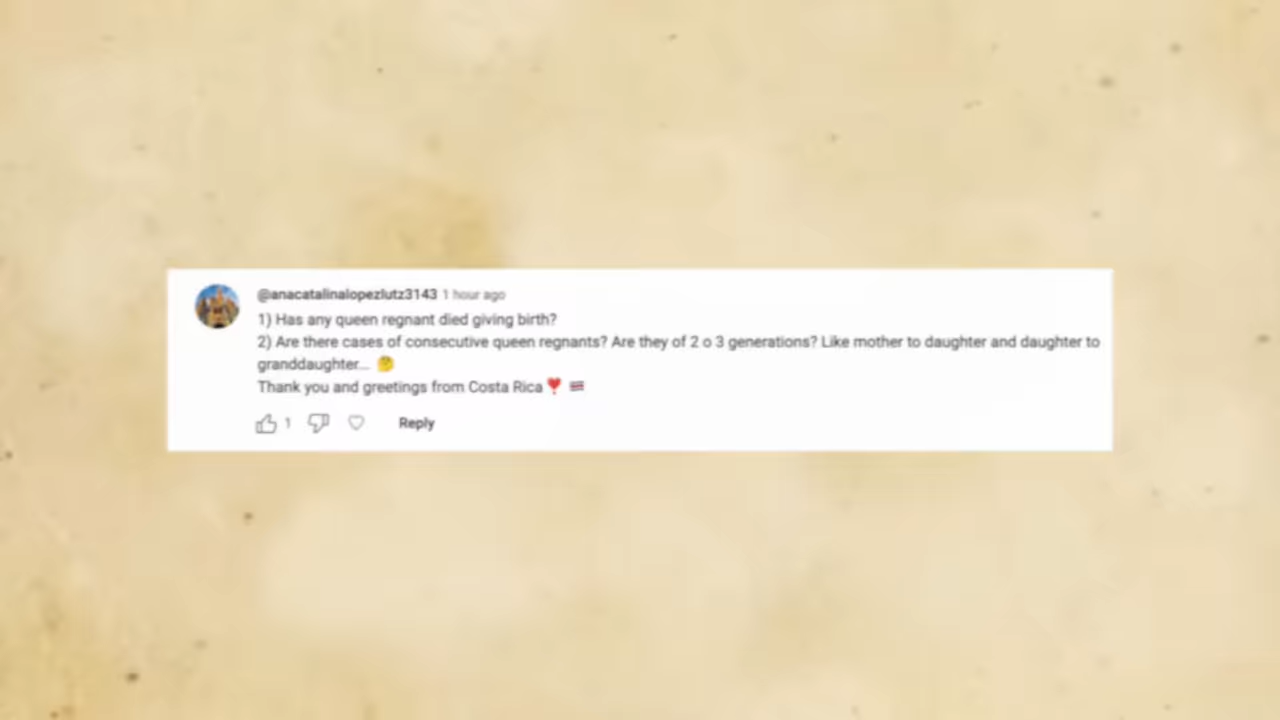 @anacatalinalopezlutz3143 1 hour ago
1) Has any queen regnant died giving birth?
2) Are there cases of consecutive queen regnants? Are they of 2 o 3 generations? Like mother to daughter and daughter to
granddaughter... 🤔
Thank you and greetings from Costa Rica❣️ 🇨🇷
1 Reply